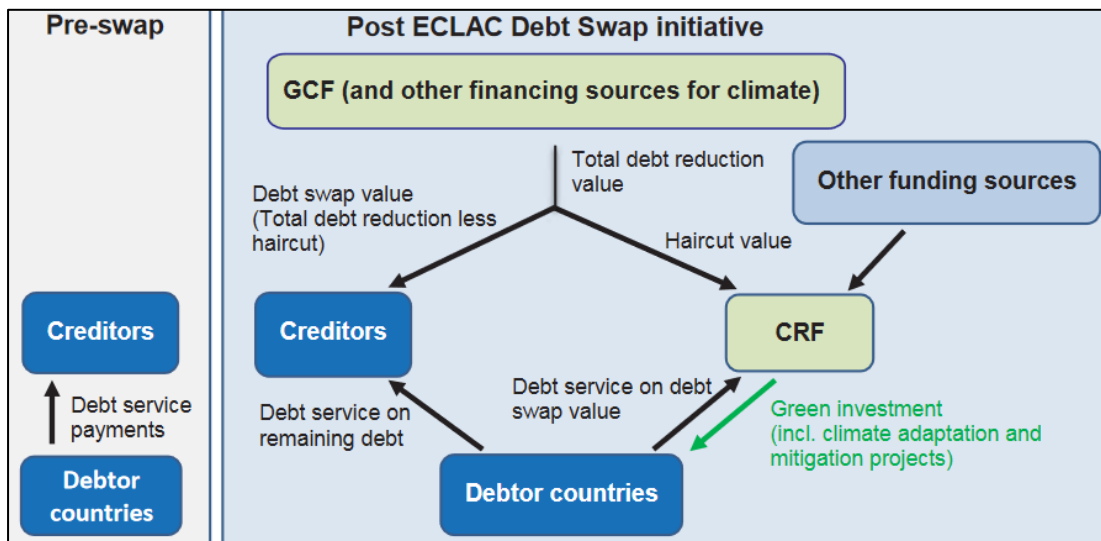 Pre-swap
Post ECLAC Debt Swap initiative
GCF (and other financing sources for climate)
Total debt reduction
value
Other funding sources
Debt swap value
(Total debt reduction less
haircut)
Haircut value
Creditors
Creditors
CRF
Debt service
payments
Debt service on
remaining debt
Debt service on debt
swap value
Green investment
(incl. climate adaptation and
mitigation projects)
Debtor
countries
Debtor countries